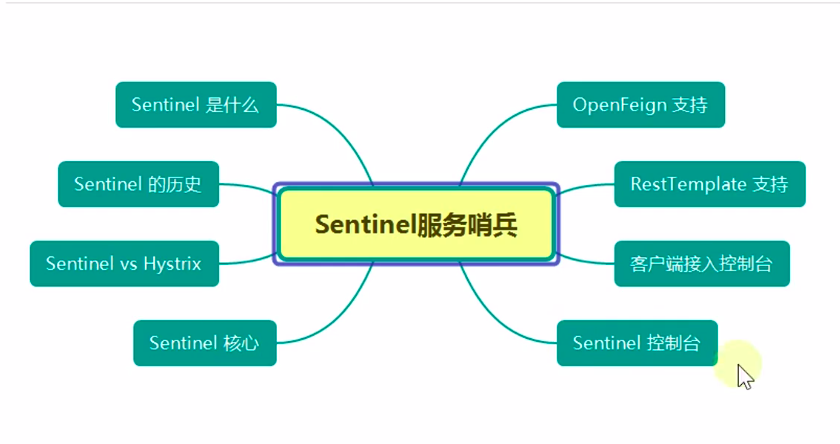 Sentinel 是什么
OpenFeign 支持
Sentinel 的历史
RestTemplate 支持
Sentinel服务哨兵
Sentinel vs Hystrix
客户端接入控制台
Sentinel 核心
Sentinel 控制台